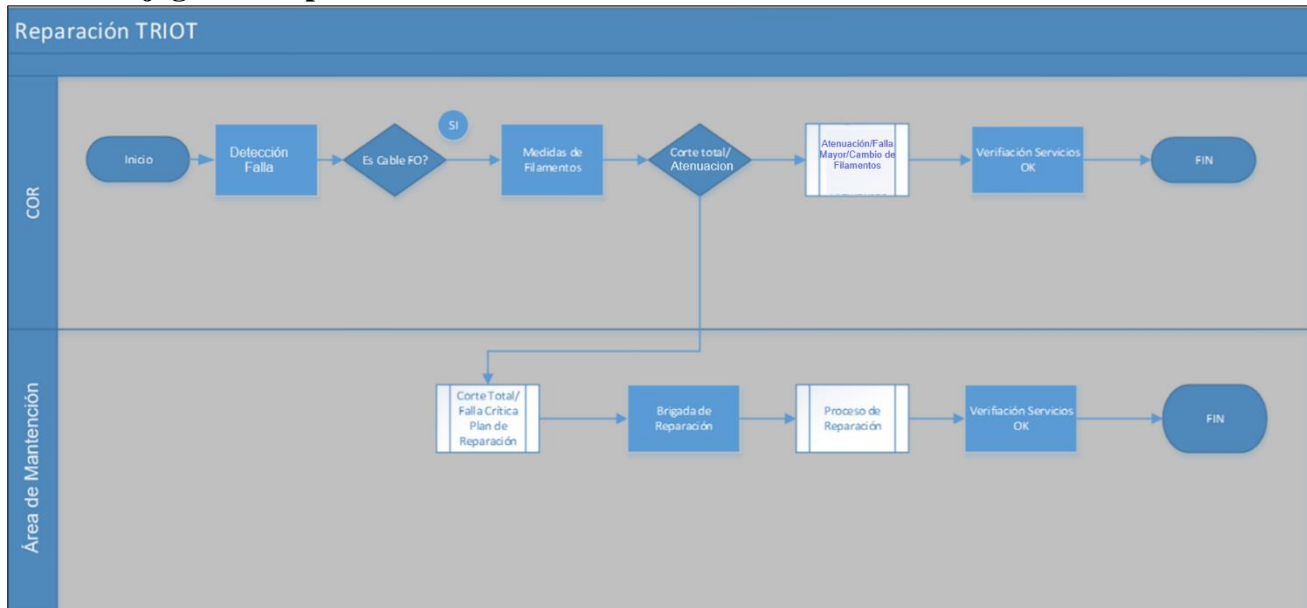 Reparación TRIOT
COR
Inicio
Detección
Falla
Es Cable FO?
SI
Medidas de
Filamentos
Corte total/
Atenuacion
Atenuación/Falla
Mayor/Cambio de
Filamentos
Verifiación Servicios
OK
FIN
Área de Mantención
Corte Total/
Falla Crítica
Plan de
Reparación
Brigada de
Reparación
Proceso de
Reparación
Verifiación Servicios
OK
FIN